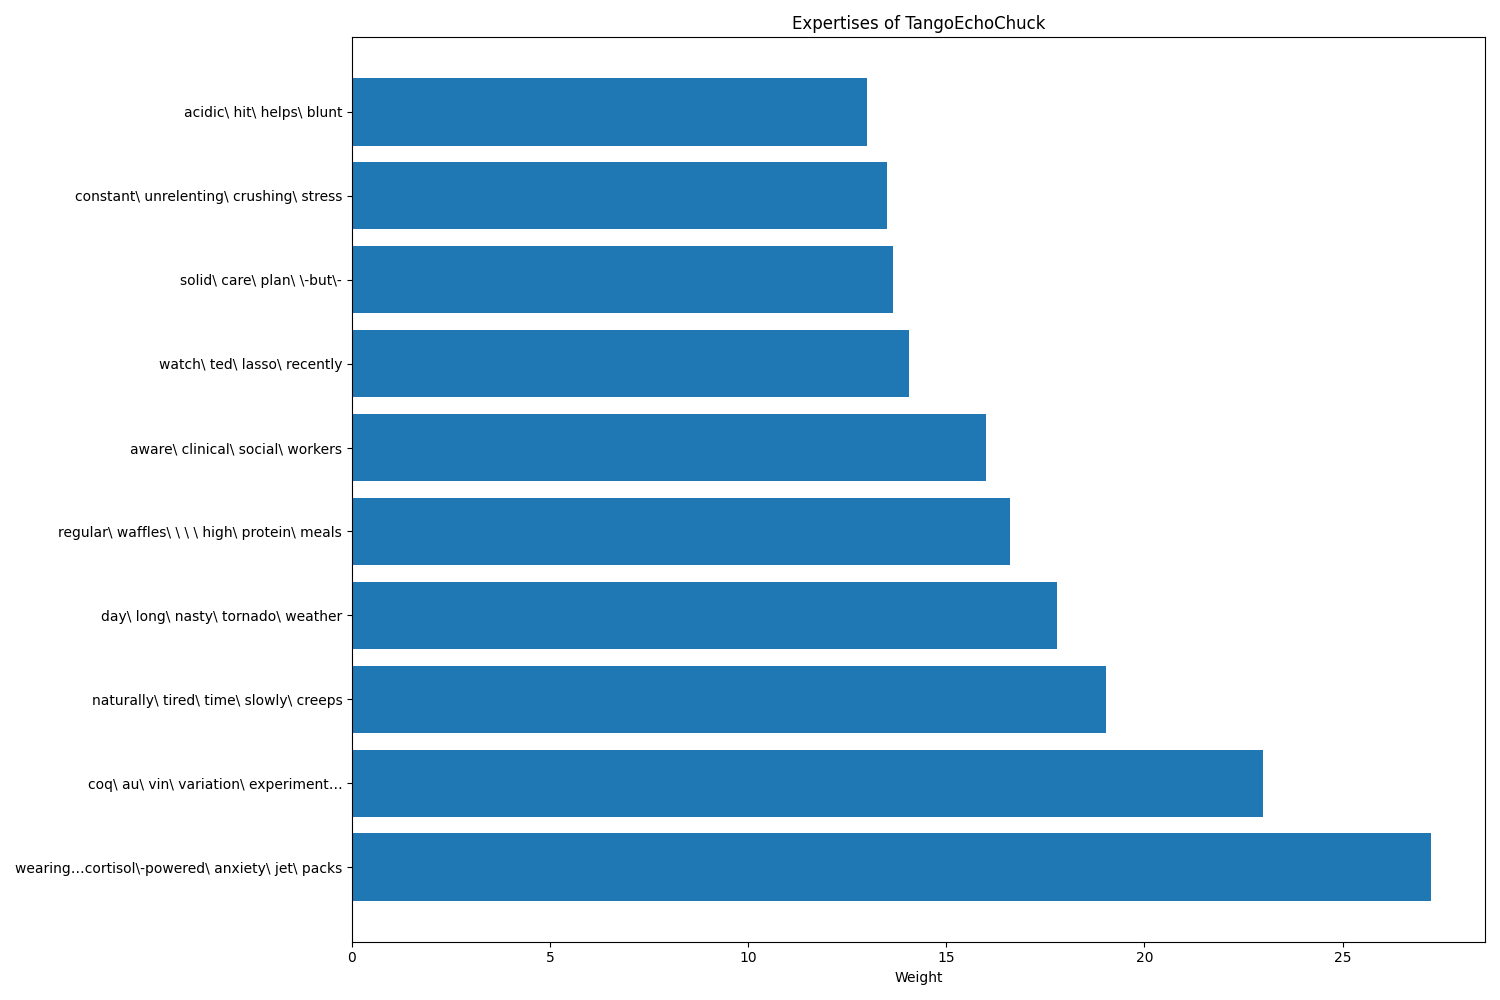 Expertises of TangoEchoChuck
acidic\ hit\ helps\ blunt
constant\ unrelenting\ crushing\ stress
solid\ care\ plan\ \-but\-
watch\ ted\ lasso\ recently
aware\ clinical\ social\ workers
regular\ waffles\ \ \ \ high\ protein\ meals
day\ long\ nasty\ tornado\ weather
naturally\ tired\ time\ slowly\ creeps
coq\ au\ vin\ variation\ experiment…
wearing…cortisol\-powered\ anxiety\ jet\ packs
0 5 10 15 20 25
Weight